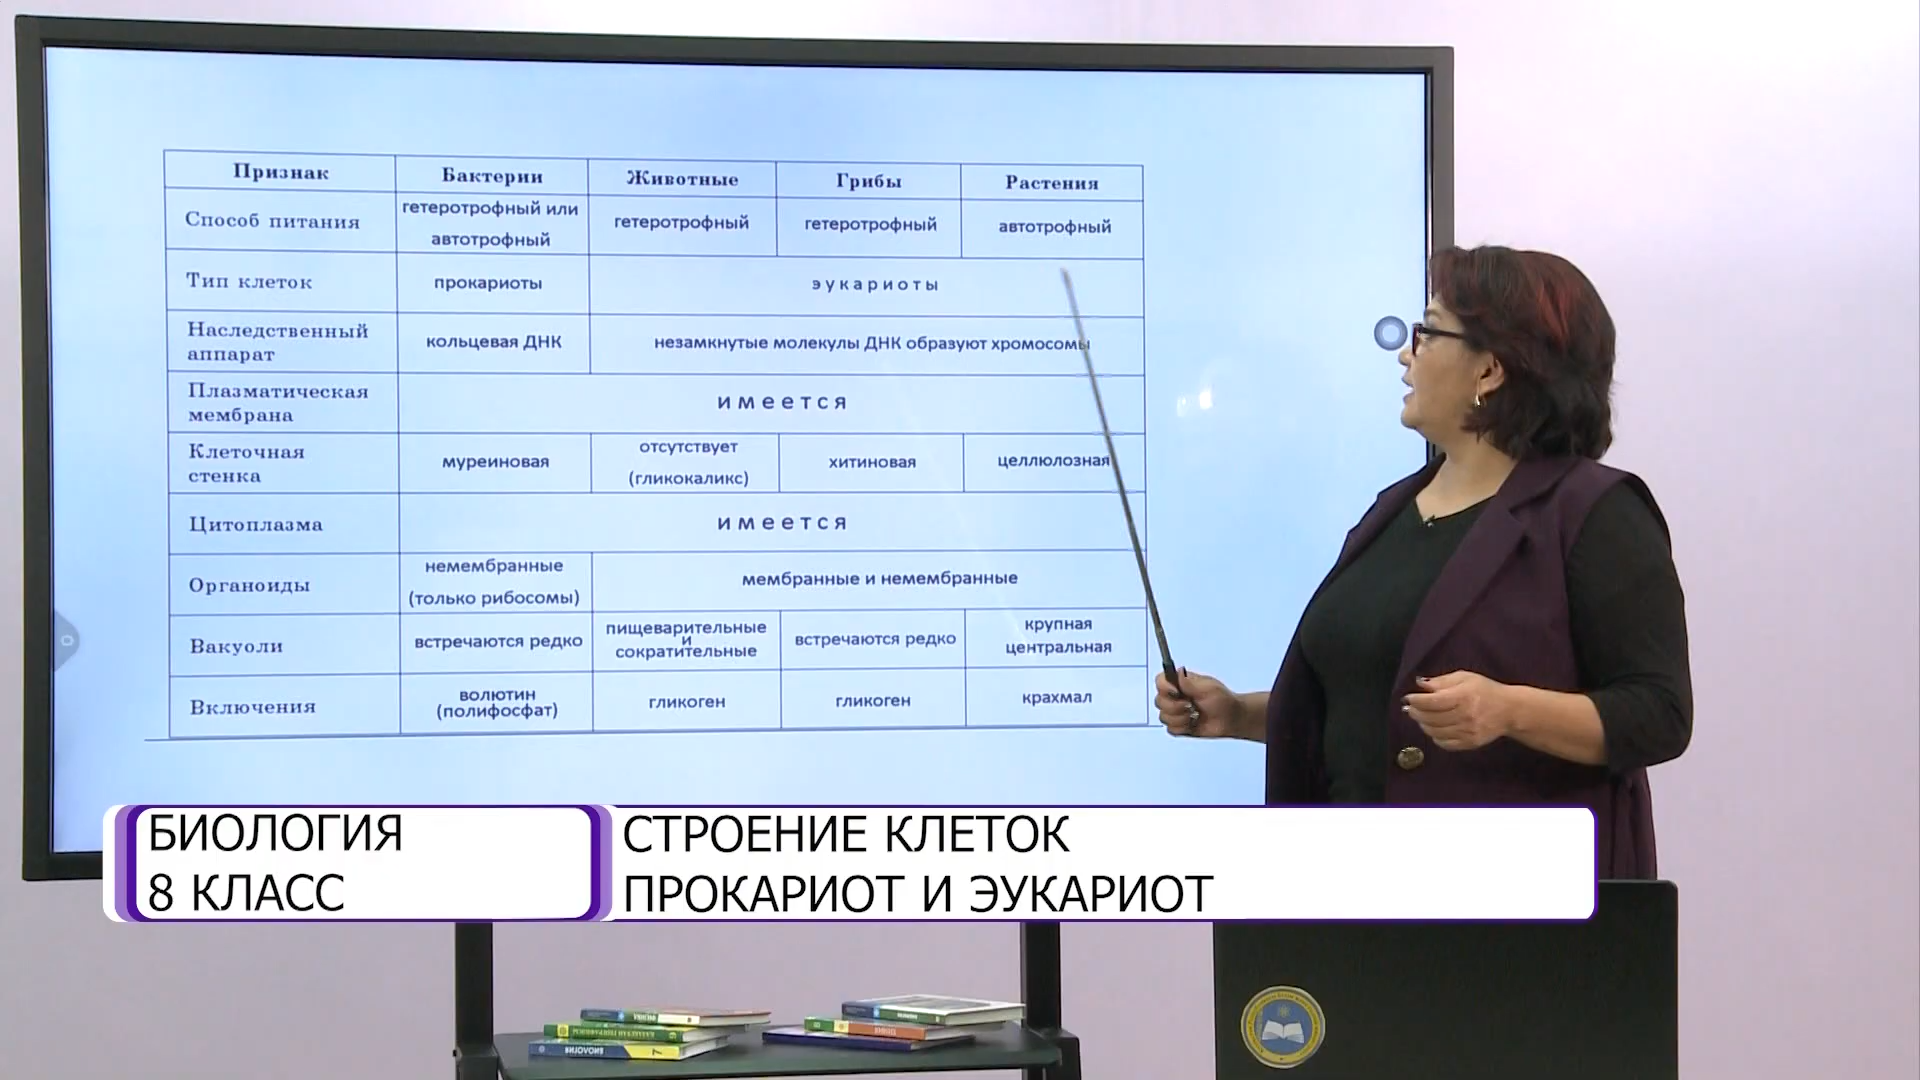 Признак Бактерии Животные Грибы Растения
Способ питания гетеротрофный или автотрофный гетеротрофный гетеротрофный автотрофный
Тип клеток прокариоты эукариоты
Наследственный аппарат кольцевая ДНК незамкнутые молекулы ДНК образуют хромосомы
Плазматическая мембрана имеется
Клеточная стенка муреиновая отсутствует (гликокаликс) хитиновая целлюлозная
Цитоплазма имеется
Органоиды немембранные (только рибосомы) мембранные и немембранные
Вакуоли встречаются редко пищеварительные и сократительные встречаются редко крупная центральная
Включения волютин (полифосфат) гликоген гликоген крахмал
БИОЛОГИЯ
8 КЛАСС
СТРОЕНИЕ КЛЕТОК
ПРОКАРИОТ И ЭУКАРИОТ
БИОЛОГИЯ 7